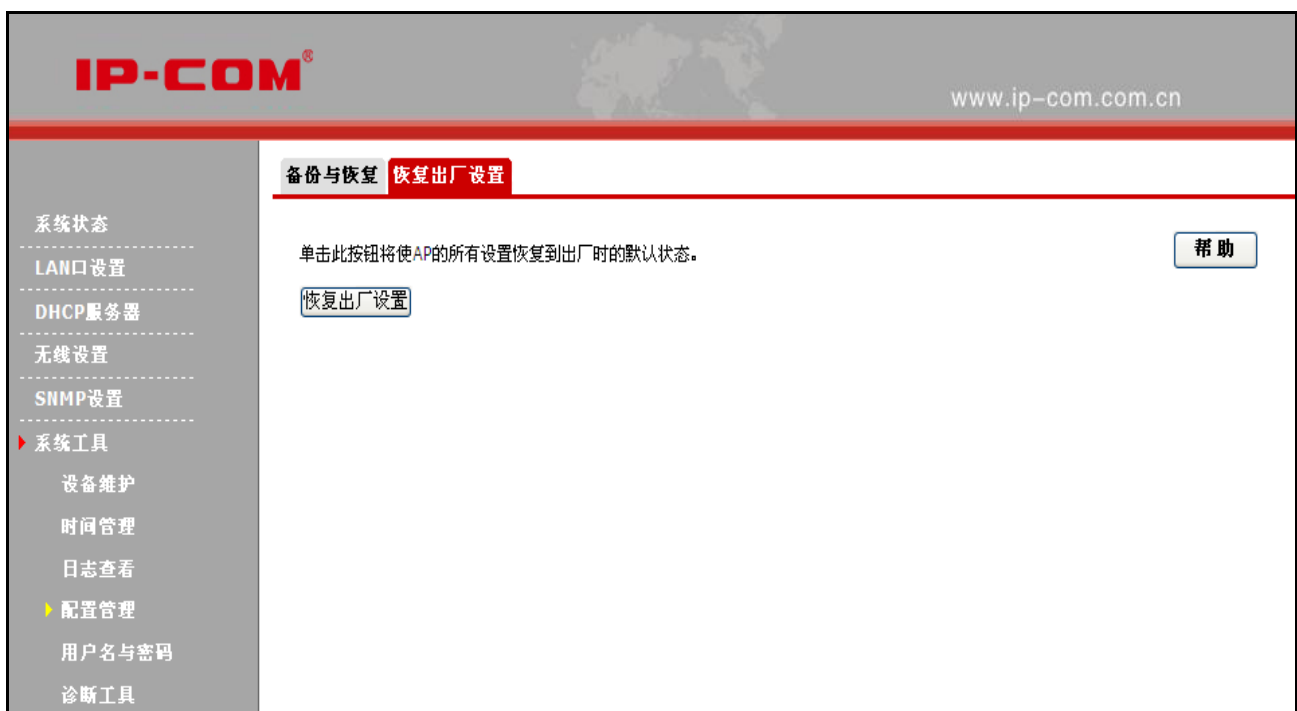 IP-COM®
www.ip-com.com.cn
备份与恢复 恢复出厂设置
系统状态
LAN口设置
DHCP服务器
无线设置
SNMP设置
系统工具
设备维护
时间管理
日志查看
配置管理
用户名与密码
诊断工具
单击此按钮将使AP的所有设置恢复到出厂时的默认状态。
恢复出厂设置
帮助